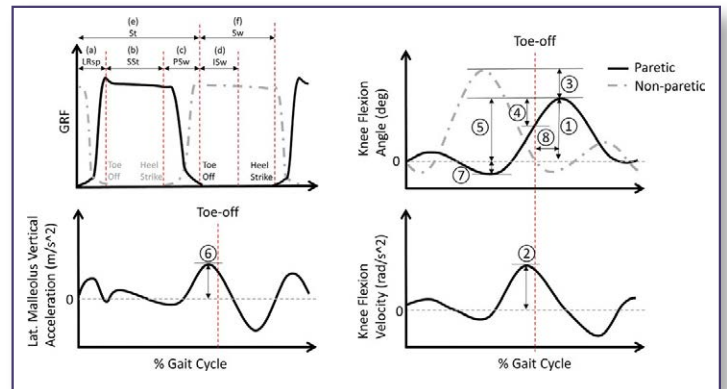 (e)
St
(f)
Sw
(a)
LRsp
(b)
SSt
(c)
PSw
(d)
ISw
GRF
Toe
Off
Heel
Strike
Toe
Off
Heel
Strike
Toe-off
Knee Flexion
Angle (deg)
0
③
④
⑤
①
⑧
⑦
Paretic
Non-paretic
Toe-off
Lat. Malleolus Vertical
Acceleration (m/s^2)
0
⑥
% Gait Cycle
Knee Flexion
Velocity (rad/s^2)
0
②
% Gait Cycle